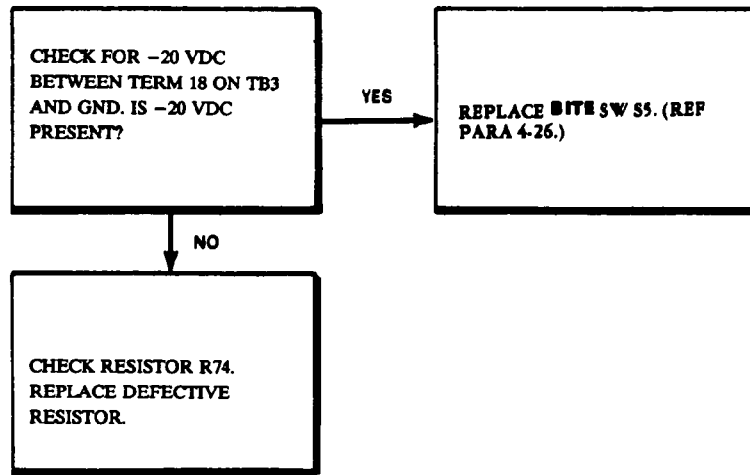 CHECK FOR −20 VDC
BETWEEN TERM 18 ON TB3
AND GND. IS −20 VDC
PRESENT?
YES
REPLACE BITE SW S5. (REF
PARA 4-26.)
NO
CHECK RESISTOR R74.
REPLACE DEFECTIVE
RESISTOR.